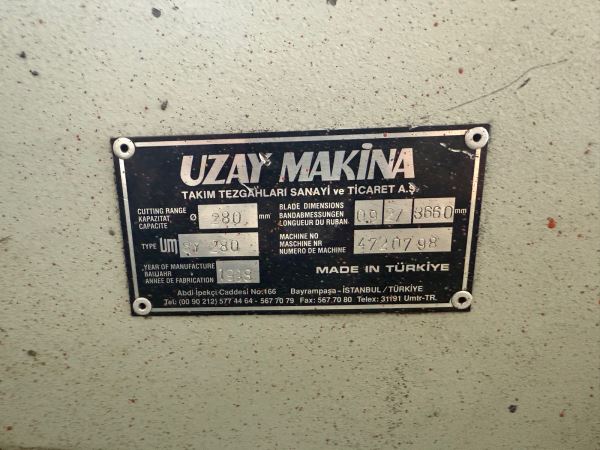 UZAY MAKİNA
TAKIM TEZGAHLARI SANAYİ ve TİCARET A.Ş.
CUTTING RANGE
KAPAZITAT
CAPACITE
Ø 280 mm
BLADE DIMENSIONS
BANDABMESSUNGEN
LONGUEUR DU RUBAN
0.9 27 3660 mm
TYPE um SY 280
MACHINE NO
MASCHINE NR
NUMERO DE MACHINE
4720798
YEAR OF MANUFACTURE
BAUJAHR
ANNEE DE FABRICATION
1998
MADE IN TÜRKİYE
Abdi İpekçi Caddesi No:166 Bayrampaşa - İSTANBUL / TÜRKİYE
Tel: (00 90 212) 577 44 64 - 567 70 79 Fax: 567 70 80 Telex: 31191 Umtr-TR.